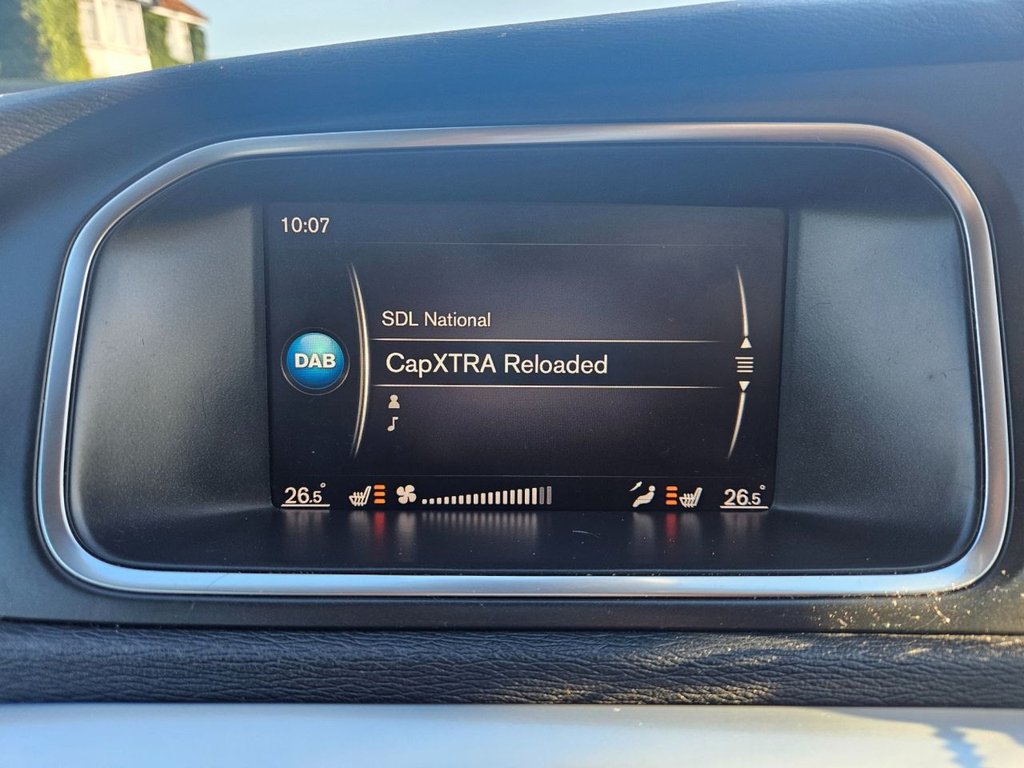 10:07
SDL National
DAB
CapXTRA Reloaded
26.5°
26.5°